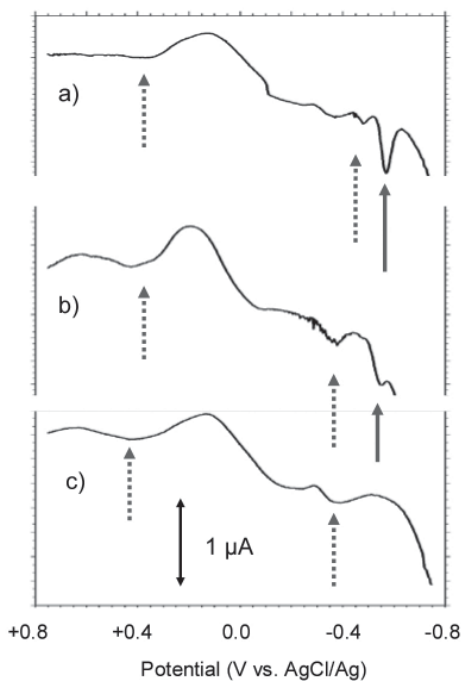 a)
b)
c)
1 µA
+0.8 +0.4 0.0 -0.4 -0.8
Potential (V vs. AgCl/Ag)